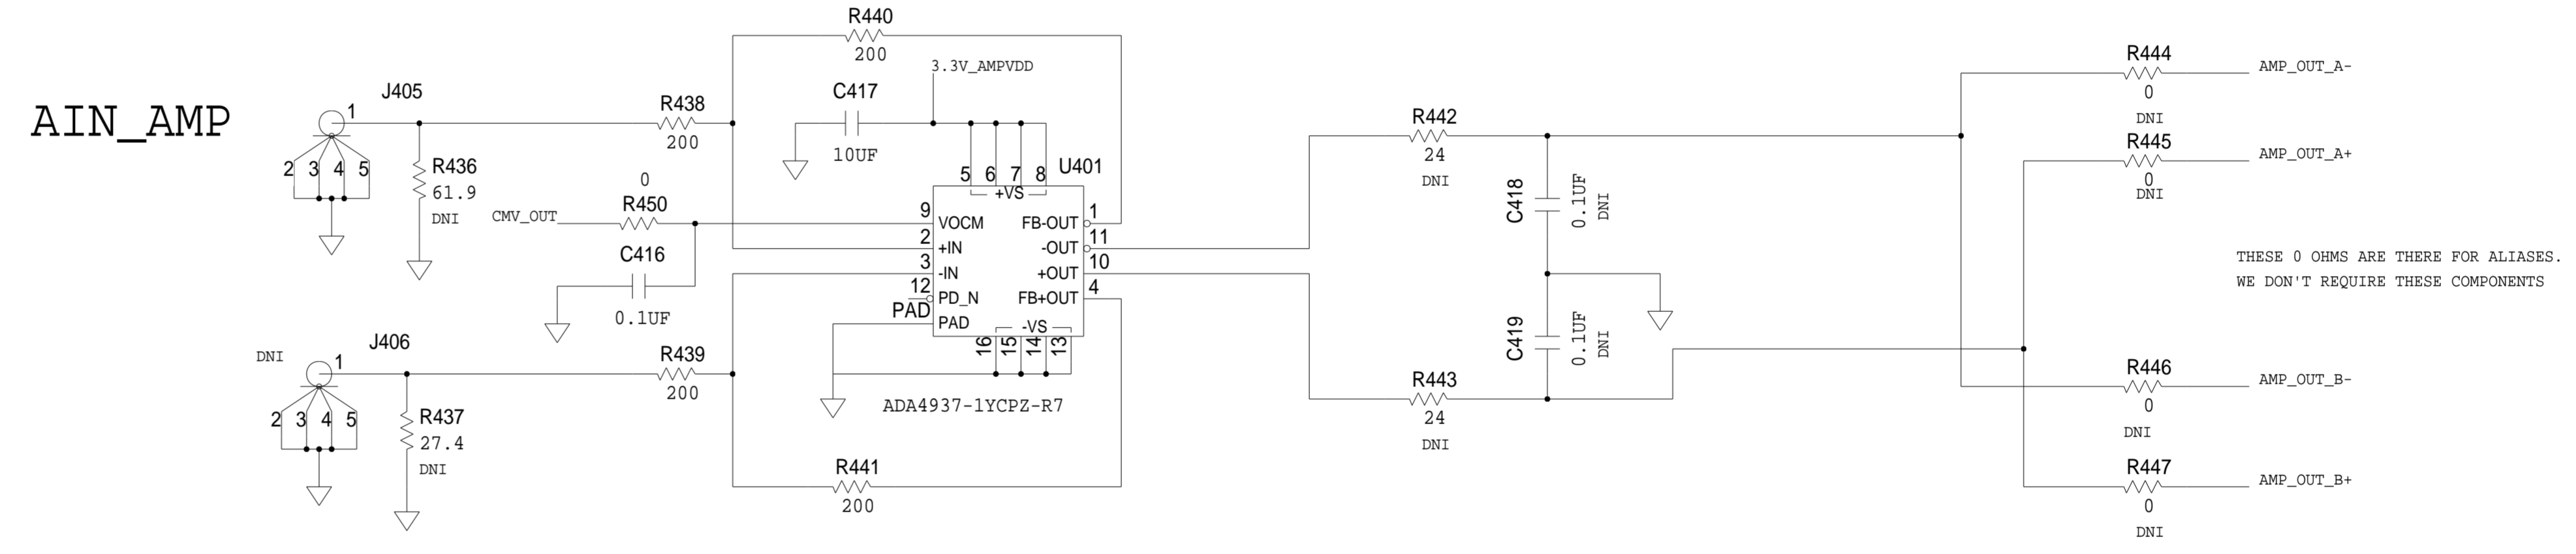 AIN_AMP
J405
1
2 3 4 5
R436
61.9
DNI
R438
200
R440
200
3.3V_AMPVDD
C417
10UF
0
R450
CMV_OUT
C416
0.1UF
DNI
J406
1
2 3 4 5
R437
27.4
DNI
R439
200
R441
200
U401
5 6 7 8
+VS
9 VOCM
2 +IN
3 -IN
12 PD_N
PAD PAD
FB-OUT 1
-OUT 11
+OUT 10
FB+OUT 4
-VS
16 15 14 13
ADA4937-1YCPZ-R7
R442
24
DNI
C418
0.1UF
DNI
C419
0.1UF
DNI
R443
24
DNI
R444
0
DNI
AMP_OUT_A-
R445
0
DNI
AMP_OUT_A+
THESE 0 OHMS ARE THERE FOR ALIASES.
WE DON'T REQUIRE THESE COMPONENTS
R446
0
DNI
AMP_OUT_B-
R447
0
DNI
AMP_OUT_B+